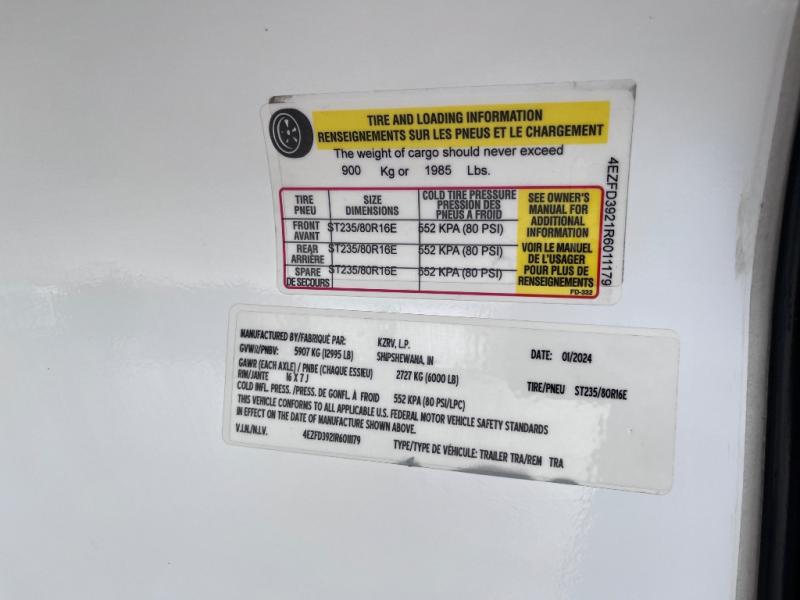 TIRE AND LOADING INFORMATION
RENSEIGNEMENTS SUR LES PNEUS ET LE CHARGEMENT
The weight of cargo should never exceed
900 Kg or 1985 Lbs.
TIRE PNEU SIZE DIMENSIONS COLD TIRE PRESSURE PRESSION DES PNEUS A FROID
FRONT AVANT ST235/80R16E 552 KPA (80 PSI)
REAR ARRIÈRE ST235/80R16E 552 KPA (80 PSI)
SPARE DE SECOURS ST235/80R16E 552 KPA (80 PSI)
SEE OWNER'S
MANUAL FOR
ADDITIONAL
INFORMATION
VOIR LE MANUEL
DE L'USAGER
POUR PLUS DE
RENSEIGNEMENTS
FD-332
4EZFD3921R6011179
MANUFACTURED BY/FABRIQUÉ PAR: KZRV, L.P.
GVWR/PNBV: 5907 KG (12995 LB) SHIPSHEWANA, IN DATE: 01/2024
GAWR (EACH AXLE) / PNBE (CHAQUE ESSIEU) 2727 KG (6000 LB)
RIM/JANTE 16 X 7 J TIRE/PNEU ST235/80R16E
COLD INFL. PRESS./PRESS. DE GONFL. À FROID 552 KPA (80 PSI/LPC)
THIS VEHICLE CONFORMS TO ALL APPLICABLE U.S. FEDERAL MOTOR VEHICLE SAFETY STANDARDS
IN EFFECT ON THE DATE OF MANUFACTURE SHOWN ABOVE.
V.I.N./N.I.V. 4EZFD3921R6011179 TYPE/TYPE DE VÉHICULE: TRAILER TRA/REM TRA